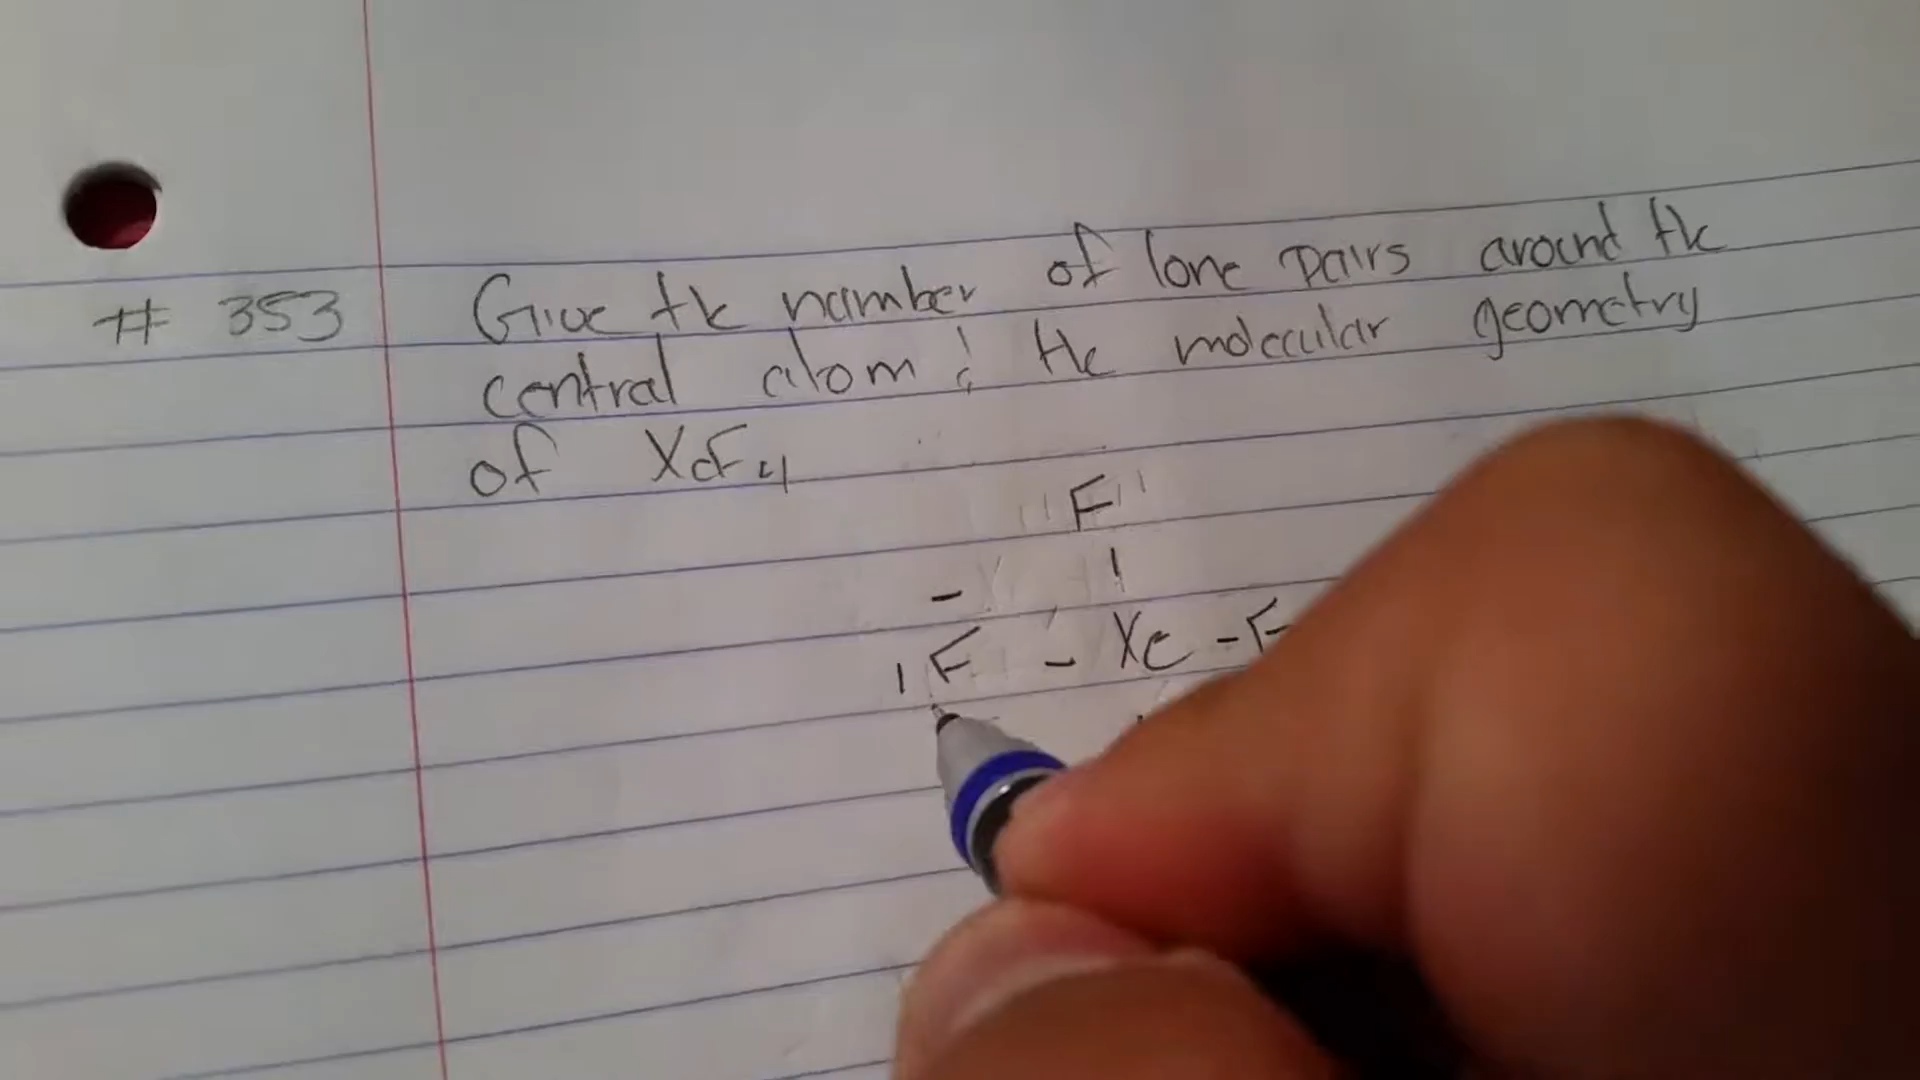 # 353 Give the number of lone pairs around the
central atom & the molecular geometry
of XeF4
F
F - Xe - F